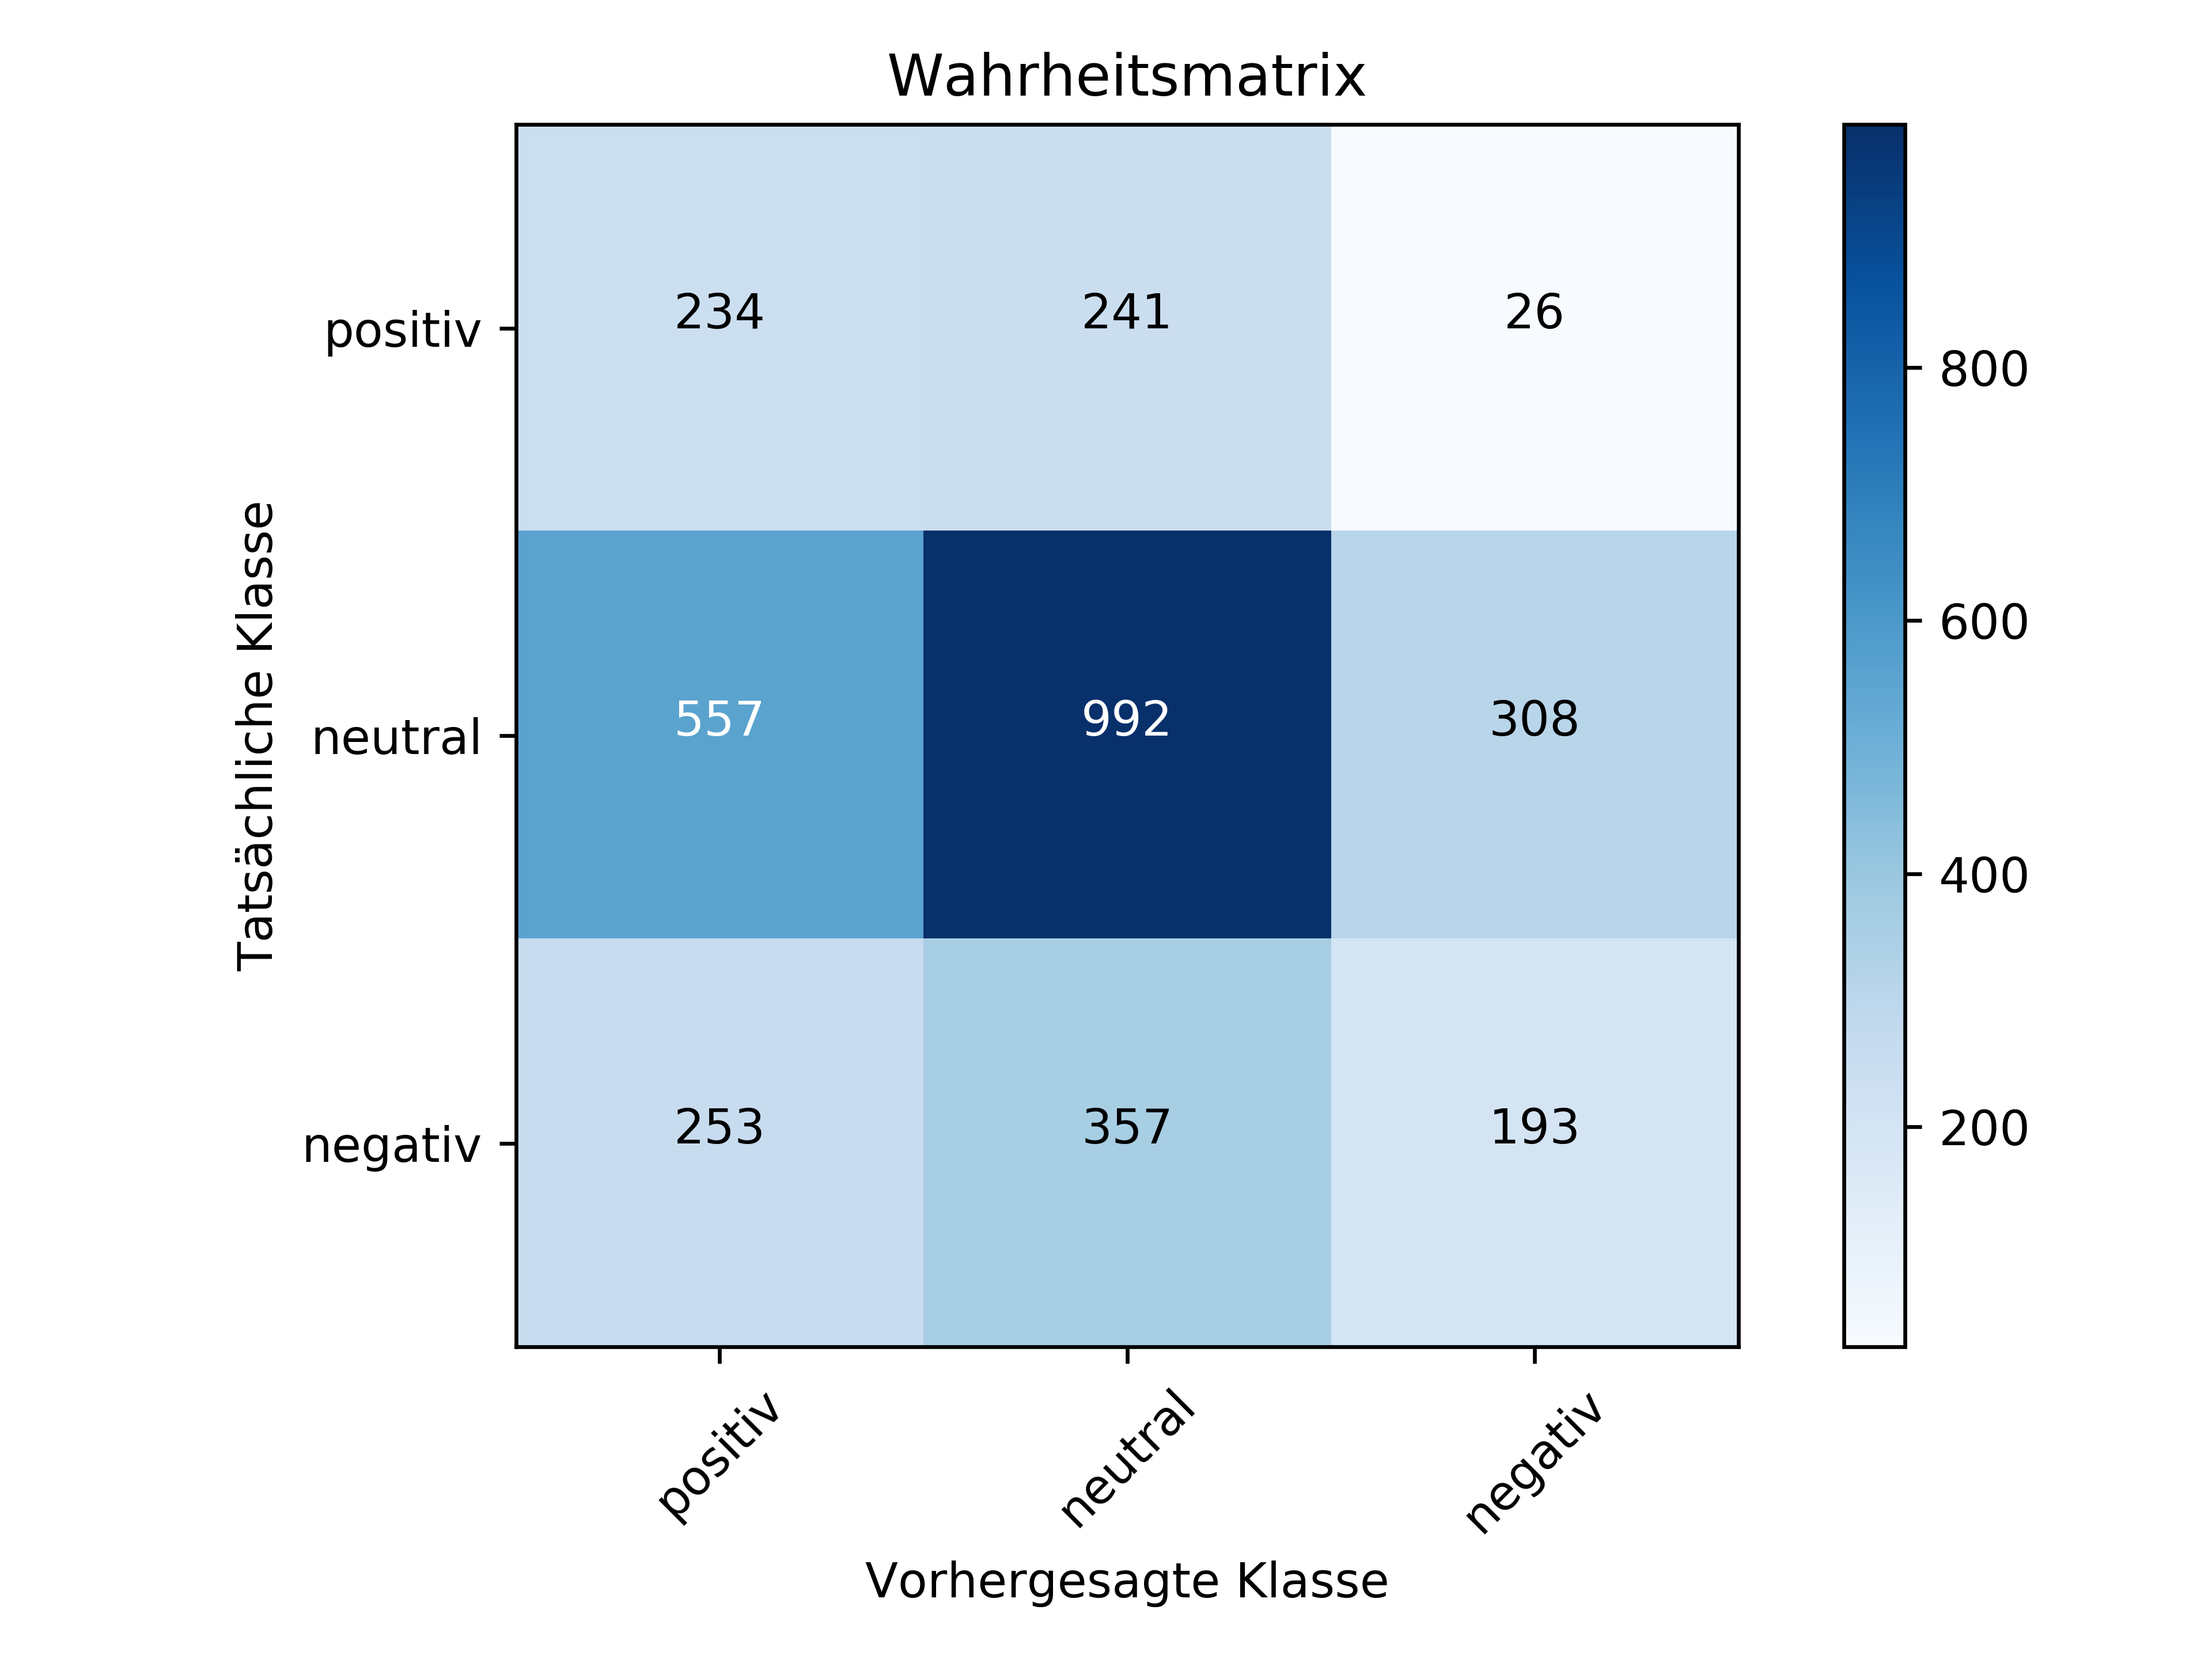 Wahrheitsmatrix
Tatsächliche Klasse
positiv
234 241 26
neutral
557 992 308
negativ
253 357 193
positiv neutral negativ
Vorhergesagte Klasse
800
600
400
200